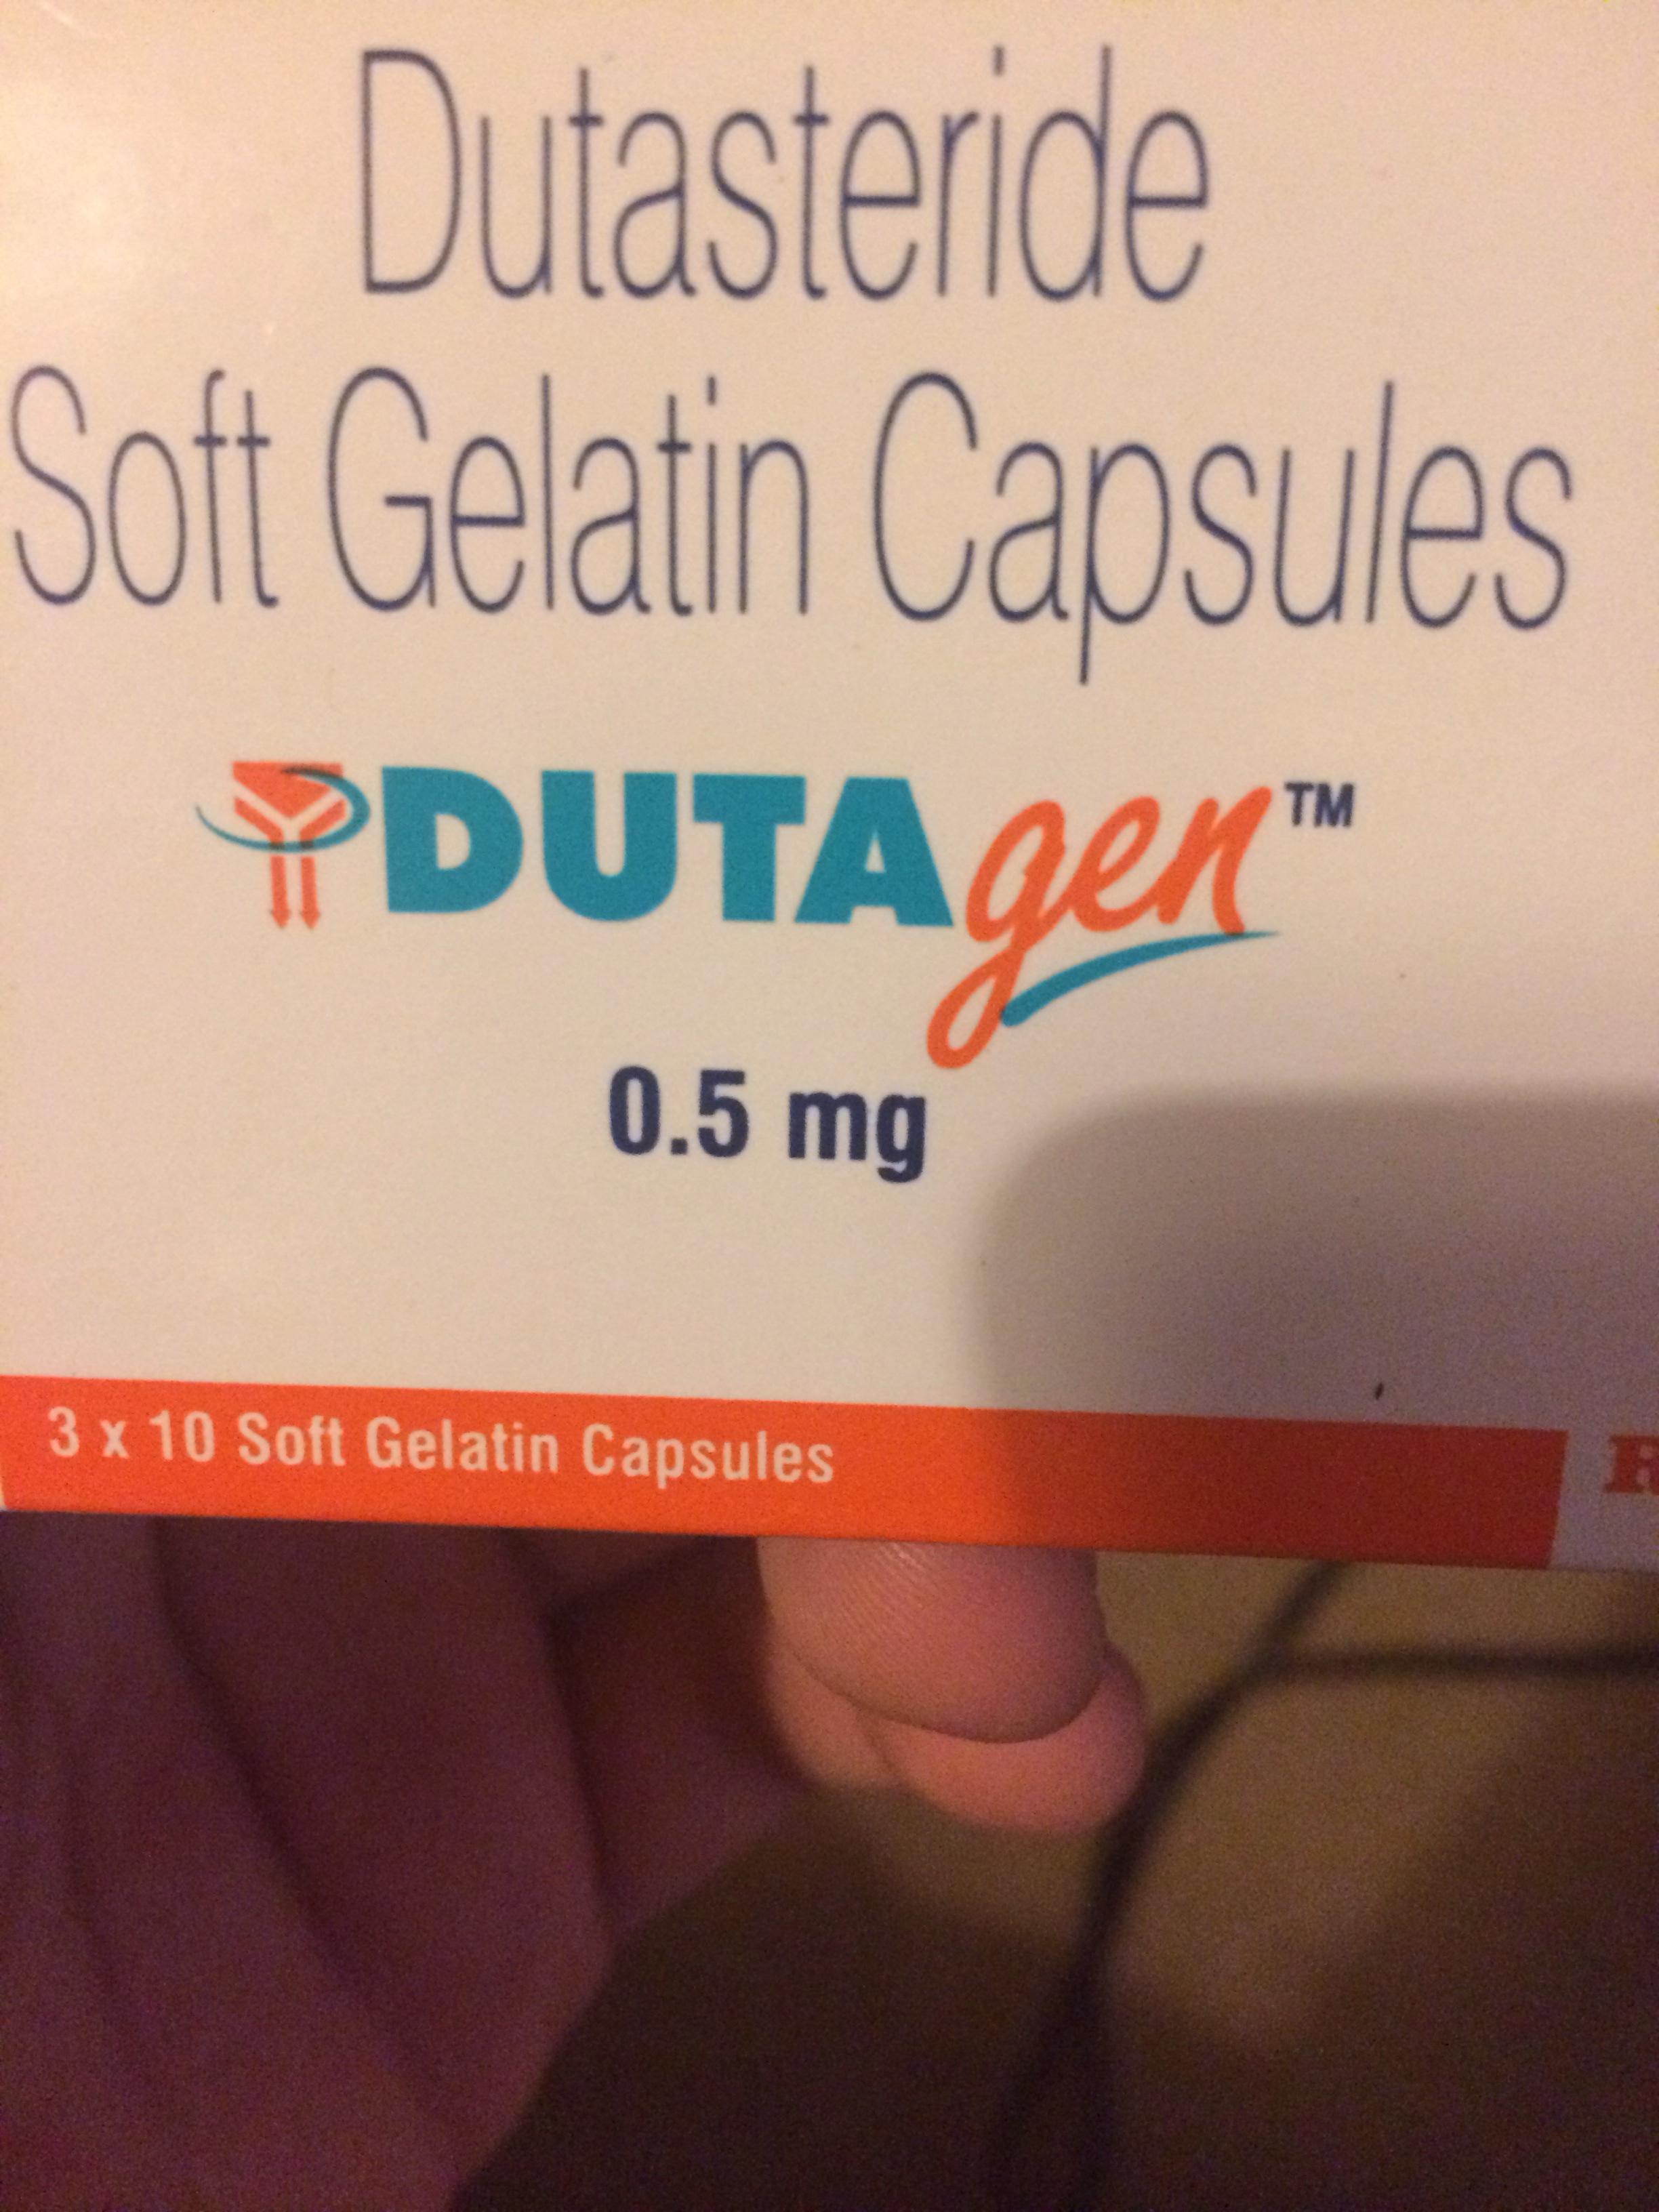 Dutasteride
Soft Gelatin Capsules
DUTAgen™
0.5 mg
3 x 10 Soft Gelatin Capsules